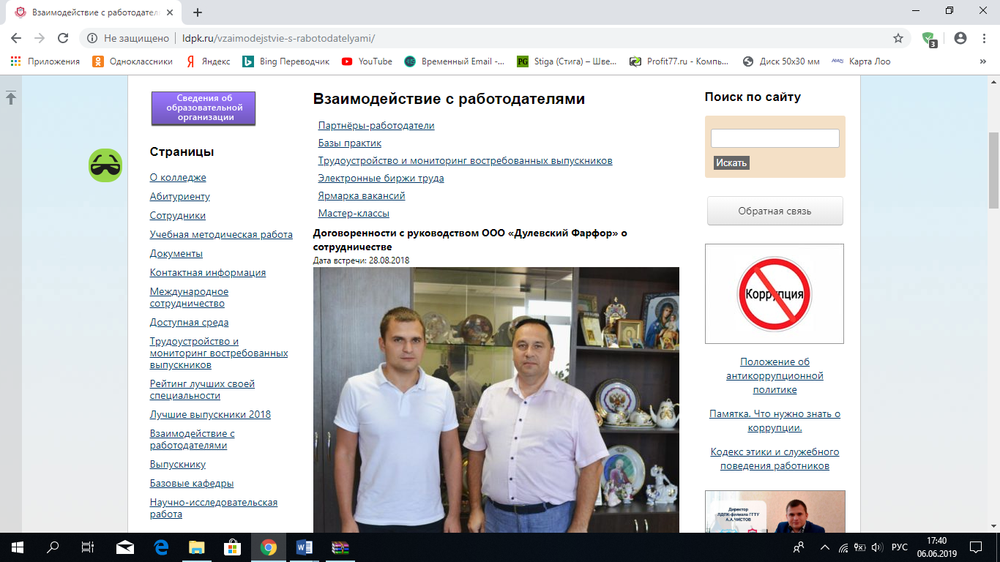 Взаимодействие с работодател
Не защищено
ldpk.ru/vzaimodejstvie-s-rabotodatelyami/
Приложения
Одноклассники
Яндекс
Bing Переводчик
YouTube
Временный Email -...
Stiga (Стига) – Шве...
Profit77.ru - Компь...
Диск 50х30 мм
Карта Лоо
Сведения об
образовательной
организации
Страницы
О колледже
Абитуриенту
Сотрудники
Учебная методическая работа
Документы
Контактная информация
Международное
сотрудничество
Доступная среда
Трудоустройство и
мониторинг востребованных
выпускников
Рейтинг лучших своей
специальности
Лучшие выпускники 2018
Взаимодействие с
работодателями
Выпускнику
Базовые кафедры
Научно-исследовательская
работа
Взаимодействие с работодателями
Партнёры-работодатели
Базы практик
Трудоустройство и мониторинг востребованных выпускников
Электронные биржи труда
Ярмарка вакансий
Мастер-классы
Договоренности с руководством ООО «Дулевский Фарфор» о
сотрудничестве
Дата встречи: 28.08.2018
Поиск по сайту
Искать
Обратная связь
Коррупция
Положение об
антикоррупционной
политике
Памятка. Что нужно знать о
коррупции.
Кодекс этики и служебного
поведения работников
Директор
ЛДПК-филиала ГГТУ
А.А.ЧИСТОВ
3
PG
РУС
17:40
06.06.2019